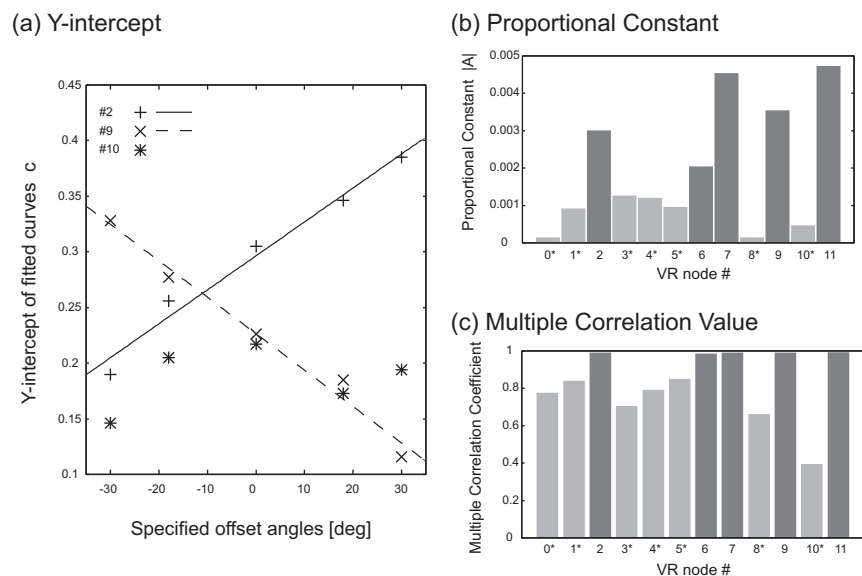 (a) Y-intercept
0.45
0.4
0.35
0.3
0.25
0.2
0.15
0.1
Y-intercept of fitted curves c
#2
#9
#10
-30 -20 -10 0 10 20 30
Specified offset angles [deg]
(b) Proportional Constant
Proportional Constant |A|
0.005
0.003
0.002
0.001
0
0* 1* 2 3* 4* 5* 6 7 8* 9 10* 11
VR node #
(c) Multiple Correlation Value
Multiple Correlation Coefficient
1
0.8
0.6
0.4
0.2
0
0* 1* 2 3* 4* 5* 6 7 8* 9 10* 11
VR node #